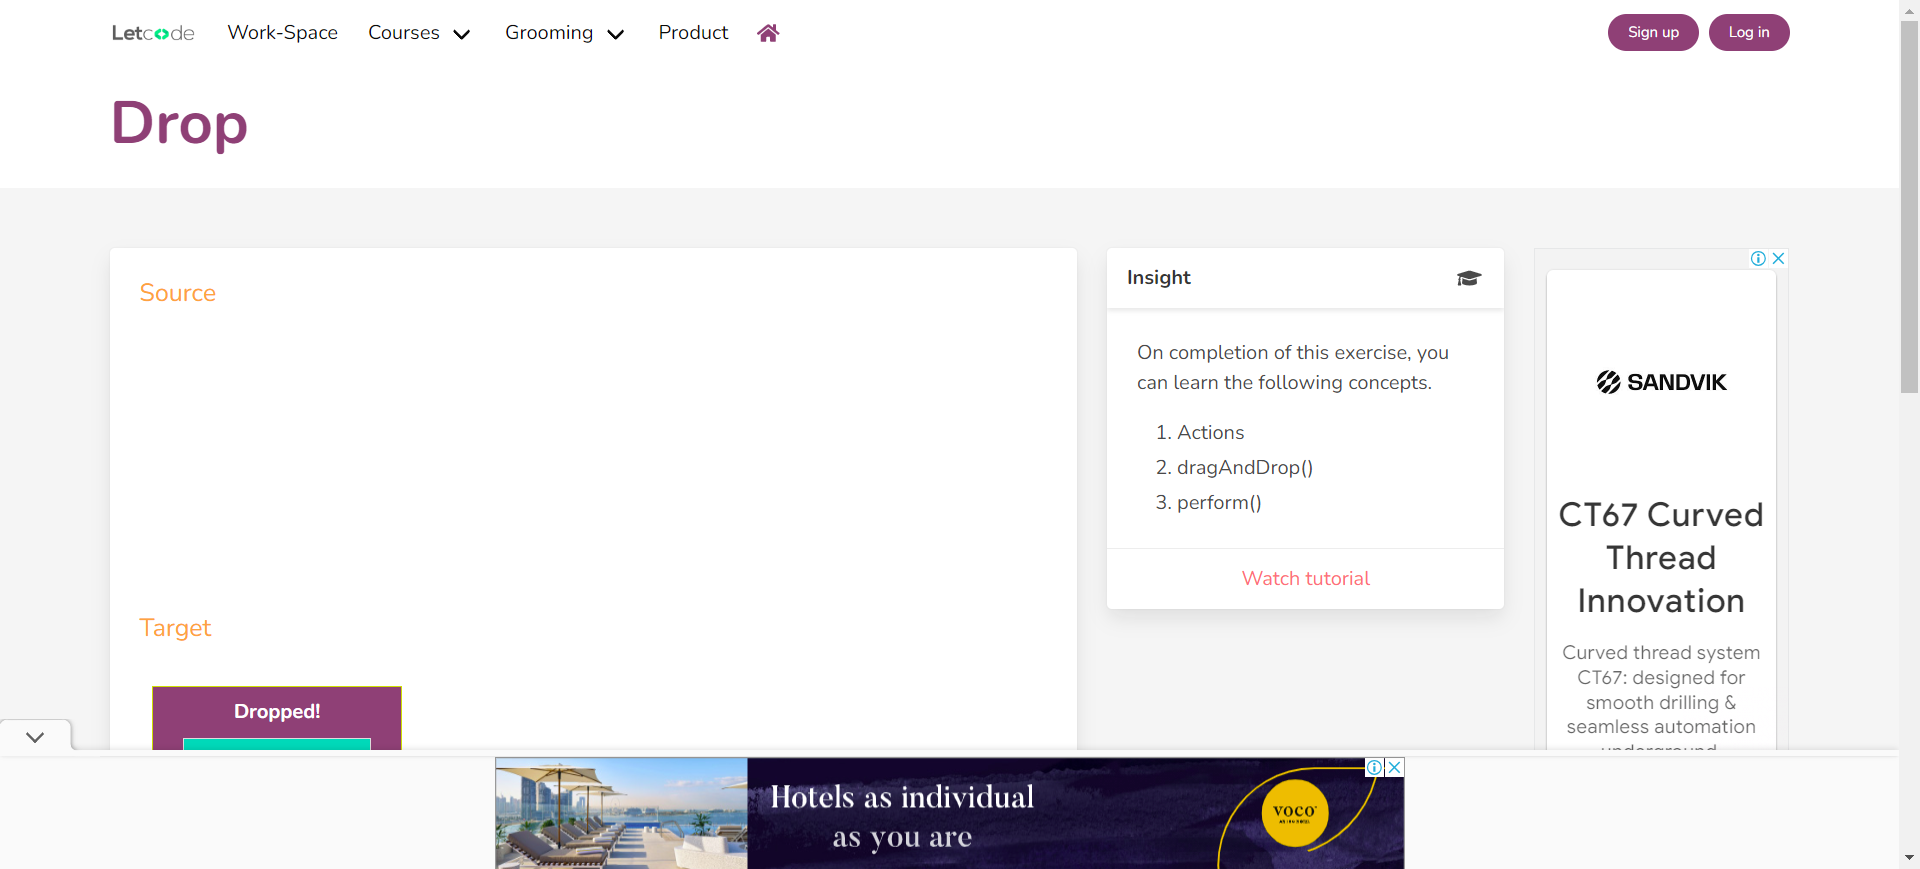 Letcode
Work-Space
Courses
Grooming
Product
Sign up
Log in
Drop
Source
Target
Dropped!
Insight
On completion of this exercise, you
can learn the following concepts.
1. Actions
2. dragAndDrop()
3. perform()
Watch tutorial
SANDVIK
CT67 Curved
Thread
Innovation
Curved thread system
CT67: designed for
smooth drilling &
seamless automation
Hotels as individual
as you are
voco